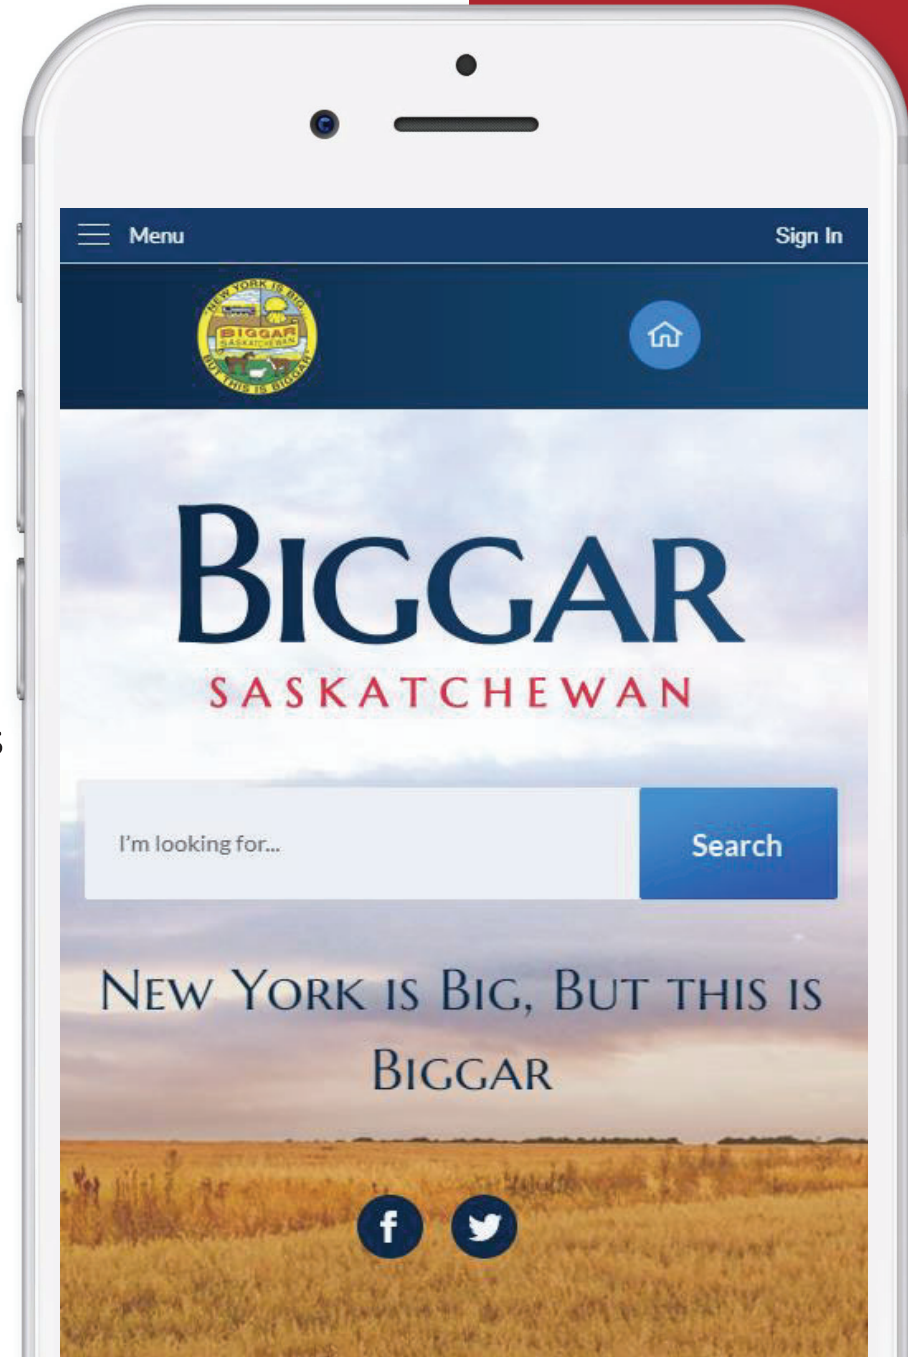 Menu
Sign In
"NEW YORK IS BIG...
BIGGAR
SASKATCHEWAN
BUT THIS IS BIGGAR"
BIGGAR
SASKATCHEWAN
s
I'm looking for...
Search
NEW YORK IS BIG, BUT THIS IS
BIGGAR
f